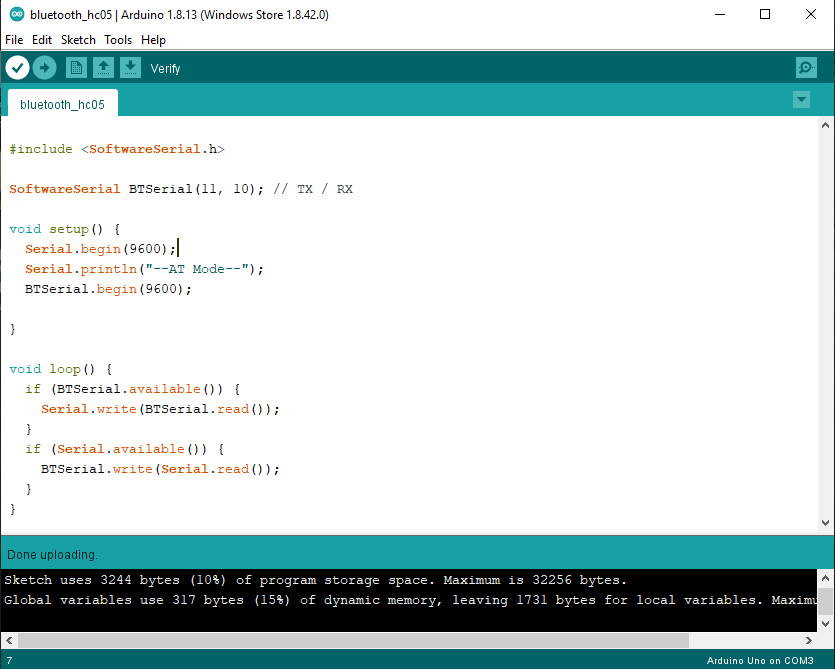 bluetooth_hc05 | Arduino 1.8.13 (Windows Store 1.8.42.0)
File Edit Sketch Tools Help
Verify
bluetooth_hc05
#include <SoftwareSerial.h>
SoftwareSerial BTSerial(11, 10); // TX / RX
void setup() {
  Serial.begin(9600);
  Serial.println("--AT Mode--");
  BTSerial.begin(9600);
}
void loop() {
  if (BTSerial.available()) {
    Serial.write(BTSerial.read());
  }
  if (Serial.available()) {
    BTSerial.write(Serial.read());
  }
}
Done uploading.
Sketch uses 3244 bytes (10%) of program storage space. Maximum is 32256 bytes.
Global variables use 317 bytes (15%) of dynamic memory, leaving 1731 bytes for local variables. Maximu
7 Arduino Uno on COM3